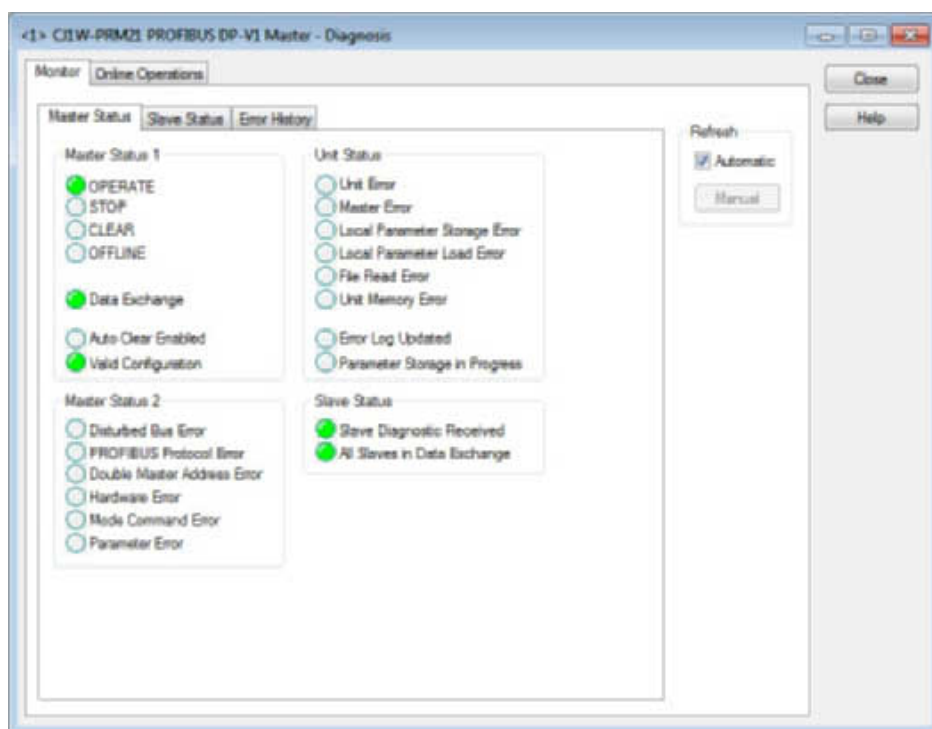 <1> CJ1W-PRM21 PROFIBUS DP-V1 Master - Diagnosis
Monitor
Online Operations
Close
Help
Master Status
Slave Status
Error History
Refresh
Automatic
Manual
Master Status 1
OPERATE
STOP
CLEAR
OFFLINE
Data Exchange
Auto Clear Enabled
Valid Configuration
Unit Status
Unit Error
Master Error
Local Parameter Storage Error
Local Parameter Load Error
File Read Error
Unit Memory Error
Error Log Updated
Parameter Storage in Progress
Master Status 2
Disturbed Bus Error
PROFIBUS Protocol Error
Double Master Address Error
Hardware Error
Mode Command Error
Parameter Error
Slave Status
Slave Diagnostic Received
All Slaves in Data Exchange